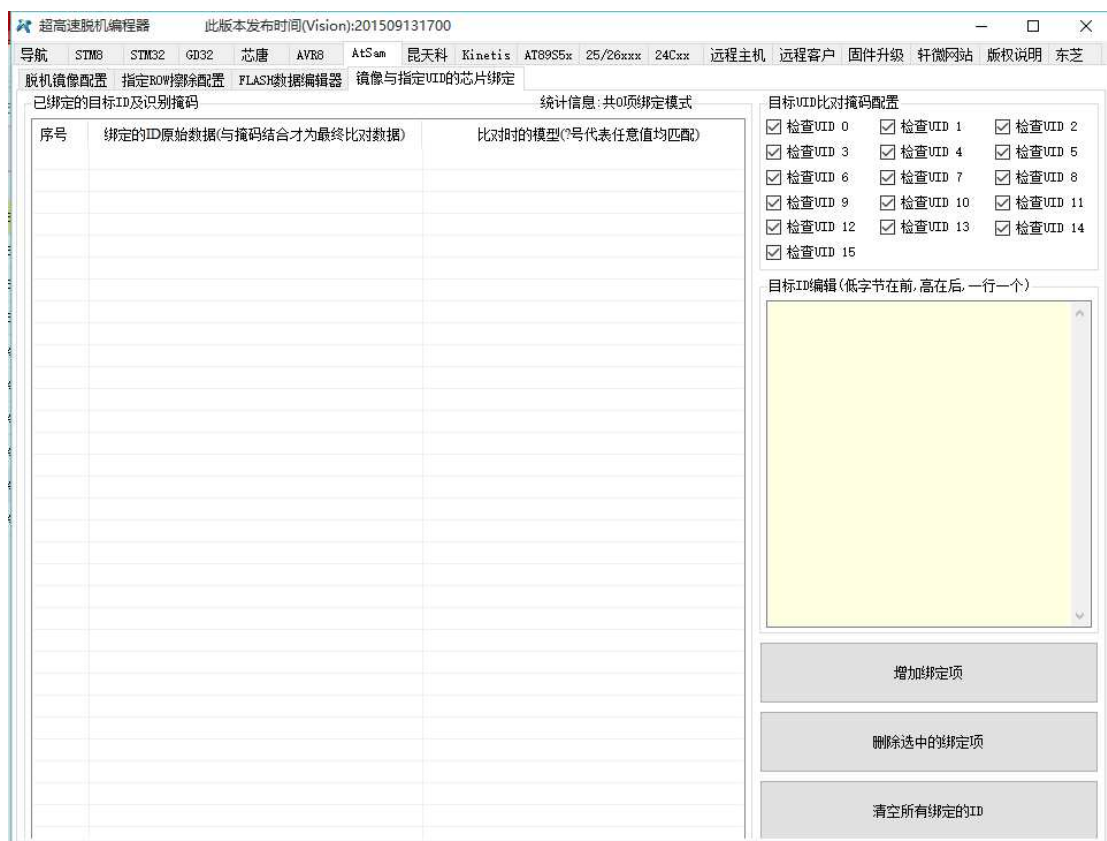 超高速脱机编程器 此版本发布时间(Vision):201509131700
导航 STM8 STM32 GD32 芯唐 AVR8 AtSam 昆天科 Kinetis AT89S5x 25/26xxx 24Cxx 远程主机 远程客户 固件升级 轩微网站 版权说明 东芝
脱机镜像配置 指定ROW擦除配置 FLASH数据编辑器 镜像与指定UID的芯片绑定
已绑定的目标ID及识别掩码 统计信息:共0项绑定模式
序号 绑定的ID原始数据(与掩码结合才为最终比对数据) 比对时的模型(?号代表任意值均匹配)
目标UID比对掩码配置
检查UID 0 检查UID 1 检查UID 2
检查UID 3 检查UID 4 检查UID 5
检查UID 6 检查UID 7 检查UID 8
检查UID 9 检查UID 10 检查UID 11
检查UID 12 检查UID 13 检查UID 14
检查UID 15
目标ID编辑(低字节在前,高在后,一行一个)
增加绑定项
删除选中的绑定项
清空所有绑定的ID